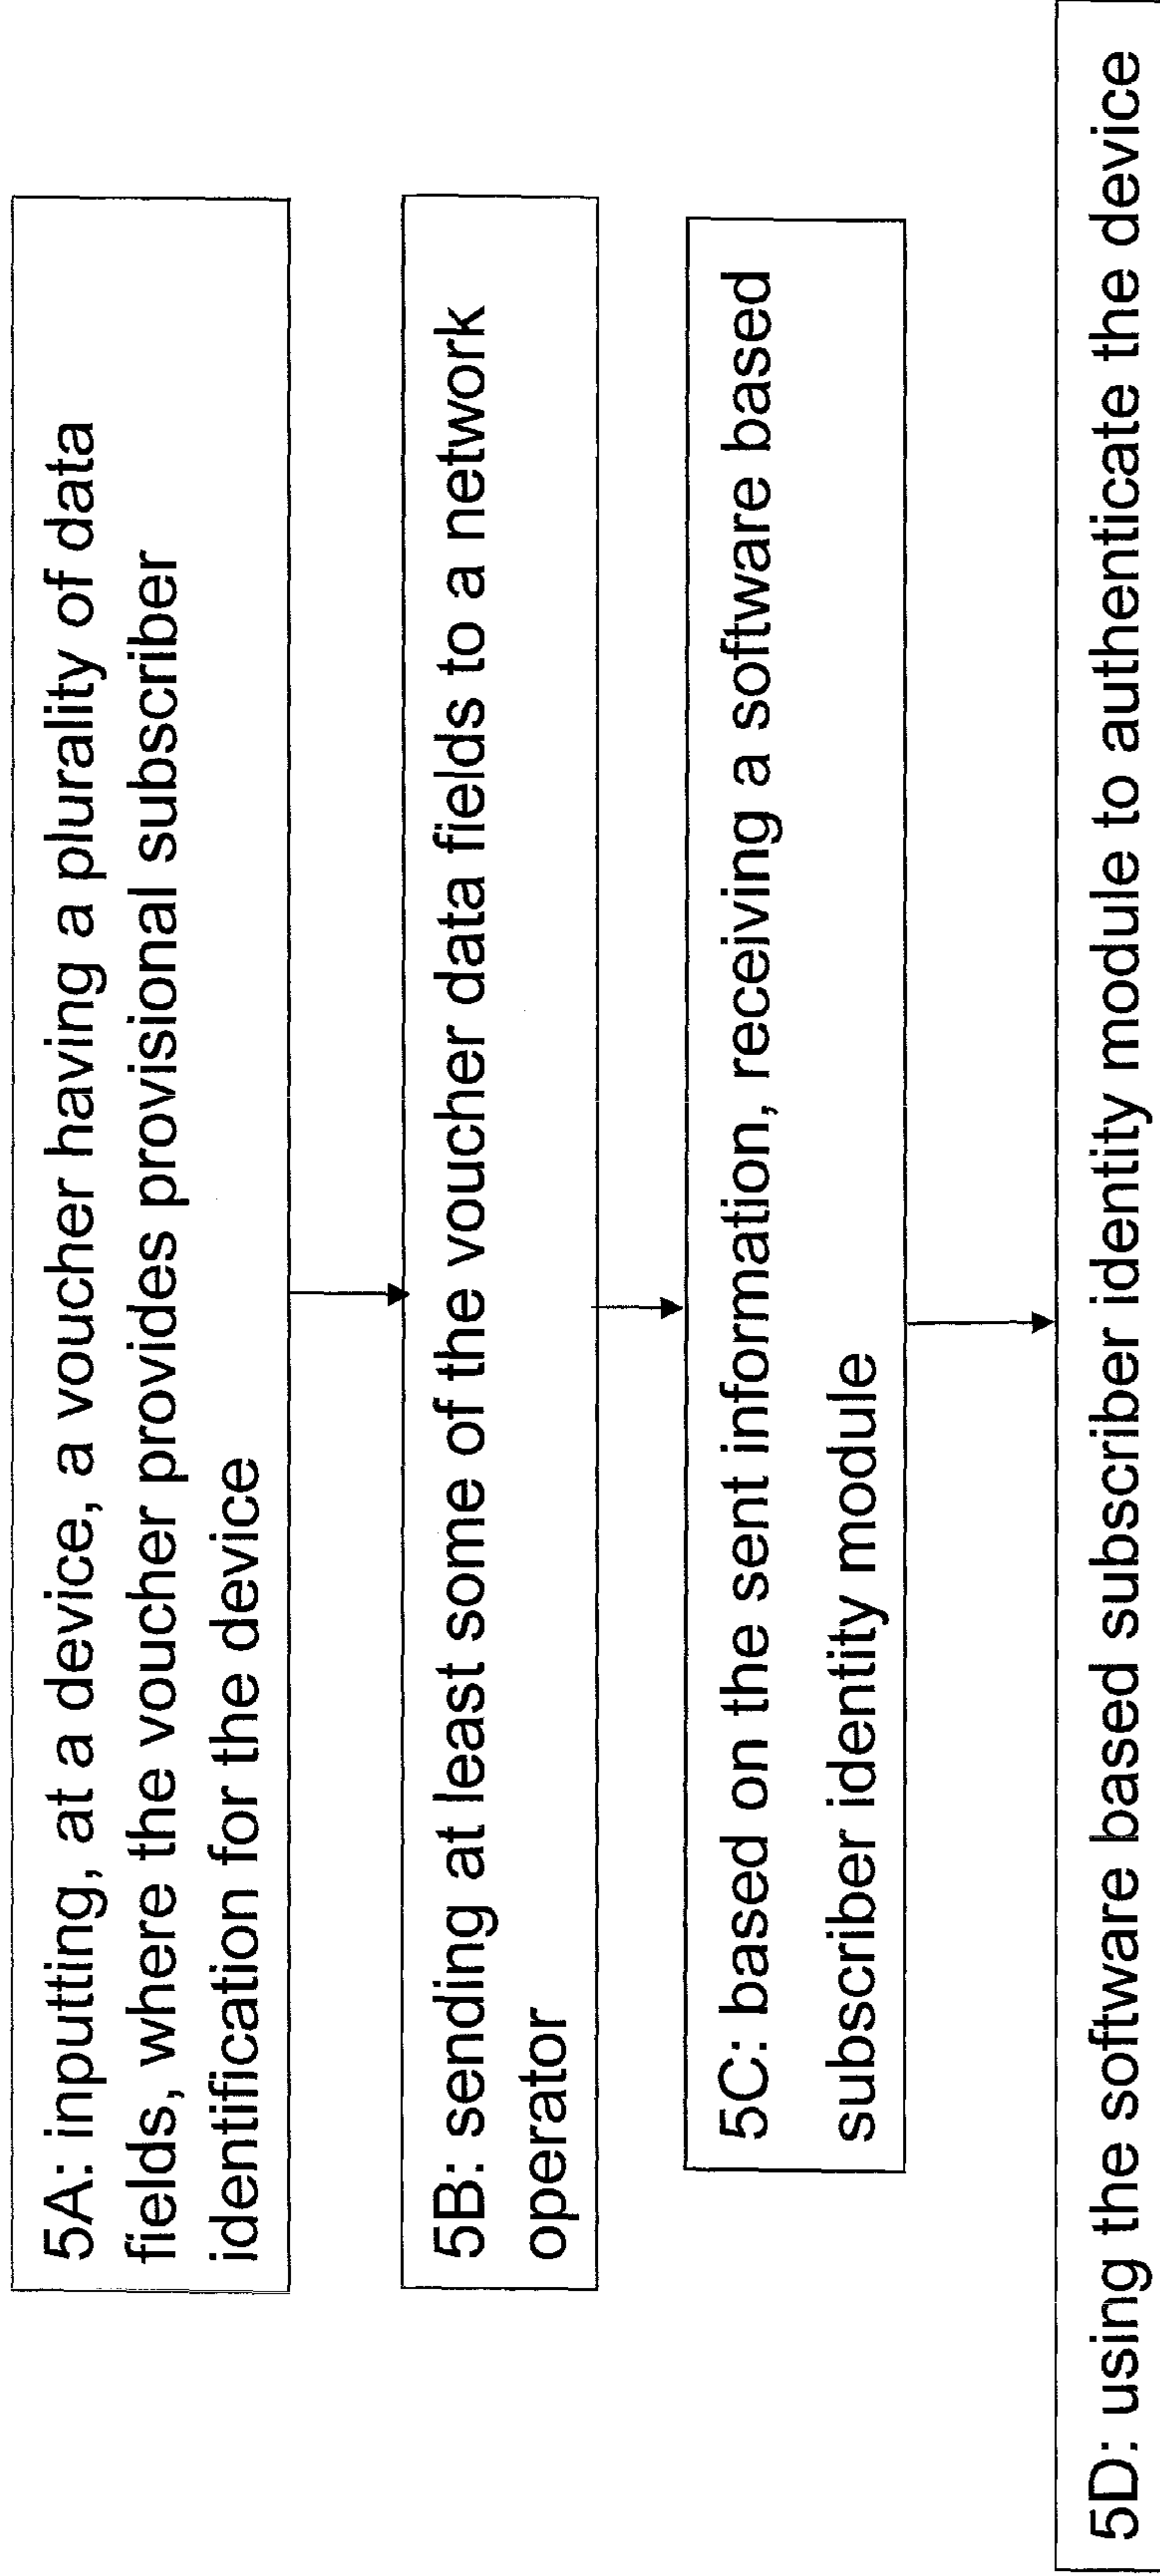 5A: inputting, at a device, a voucher having a plurality of data
fields, where the voucher provides provisional subscriber
identification for the device
5B: sending at least some of the voucher data fields to a network
operator
5C: based on the sent information, receiving a software based
subscriber identity module
5D: using the software based subscriber identity module to authenticate the device